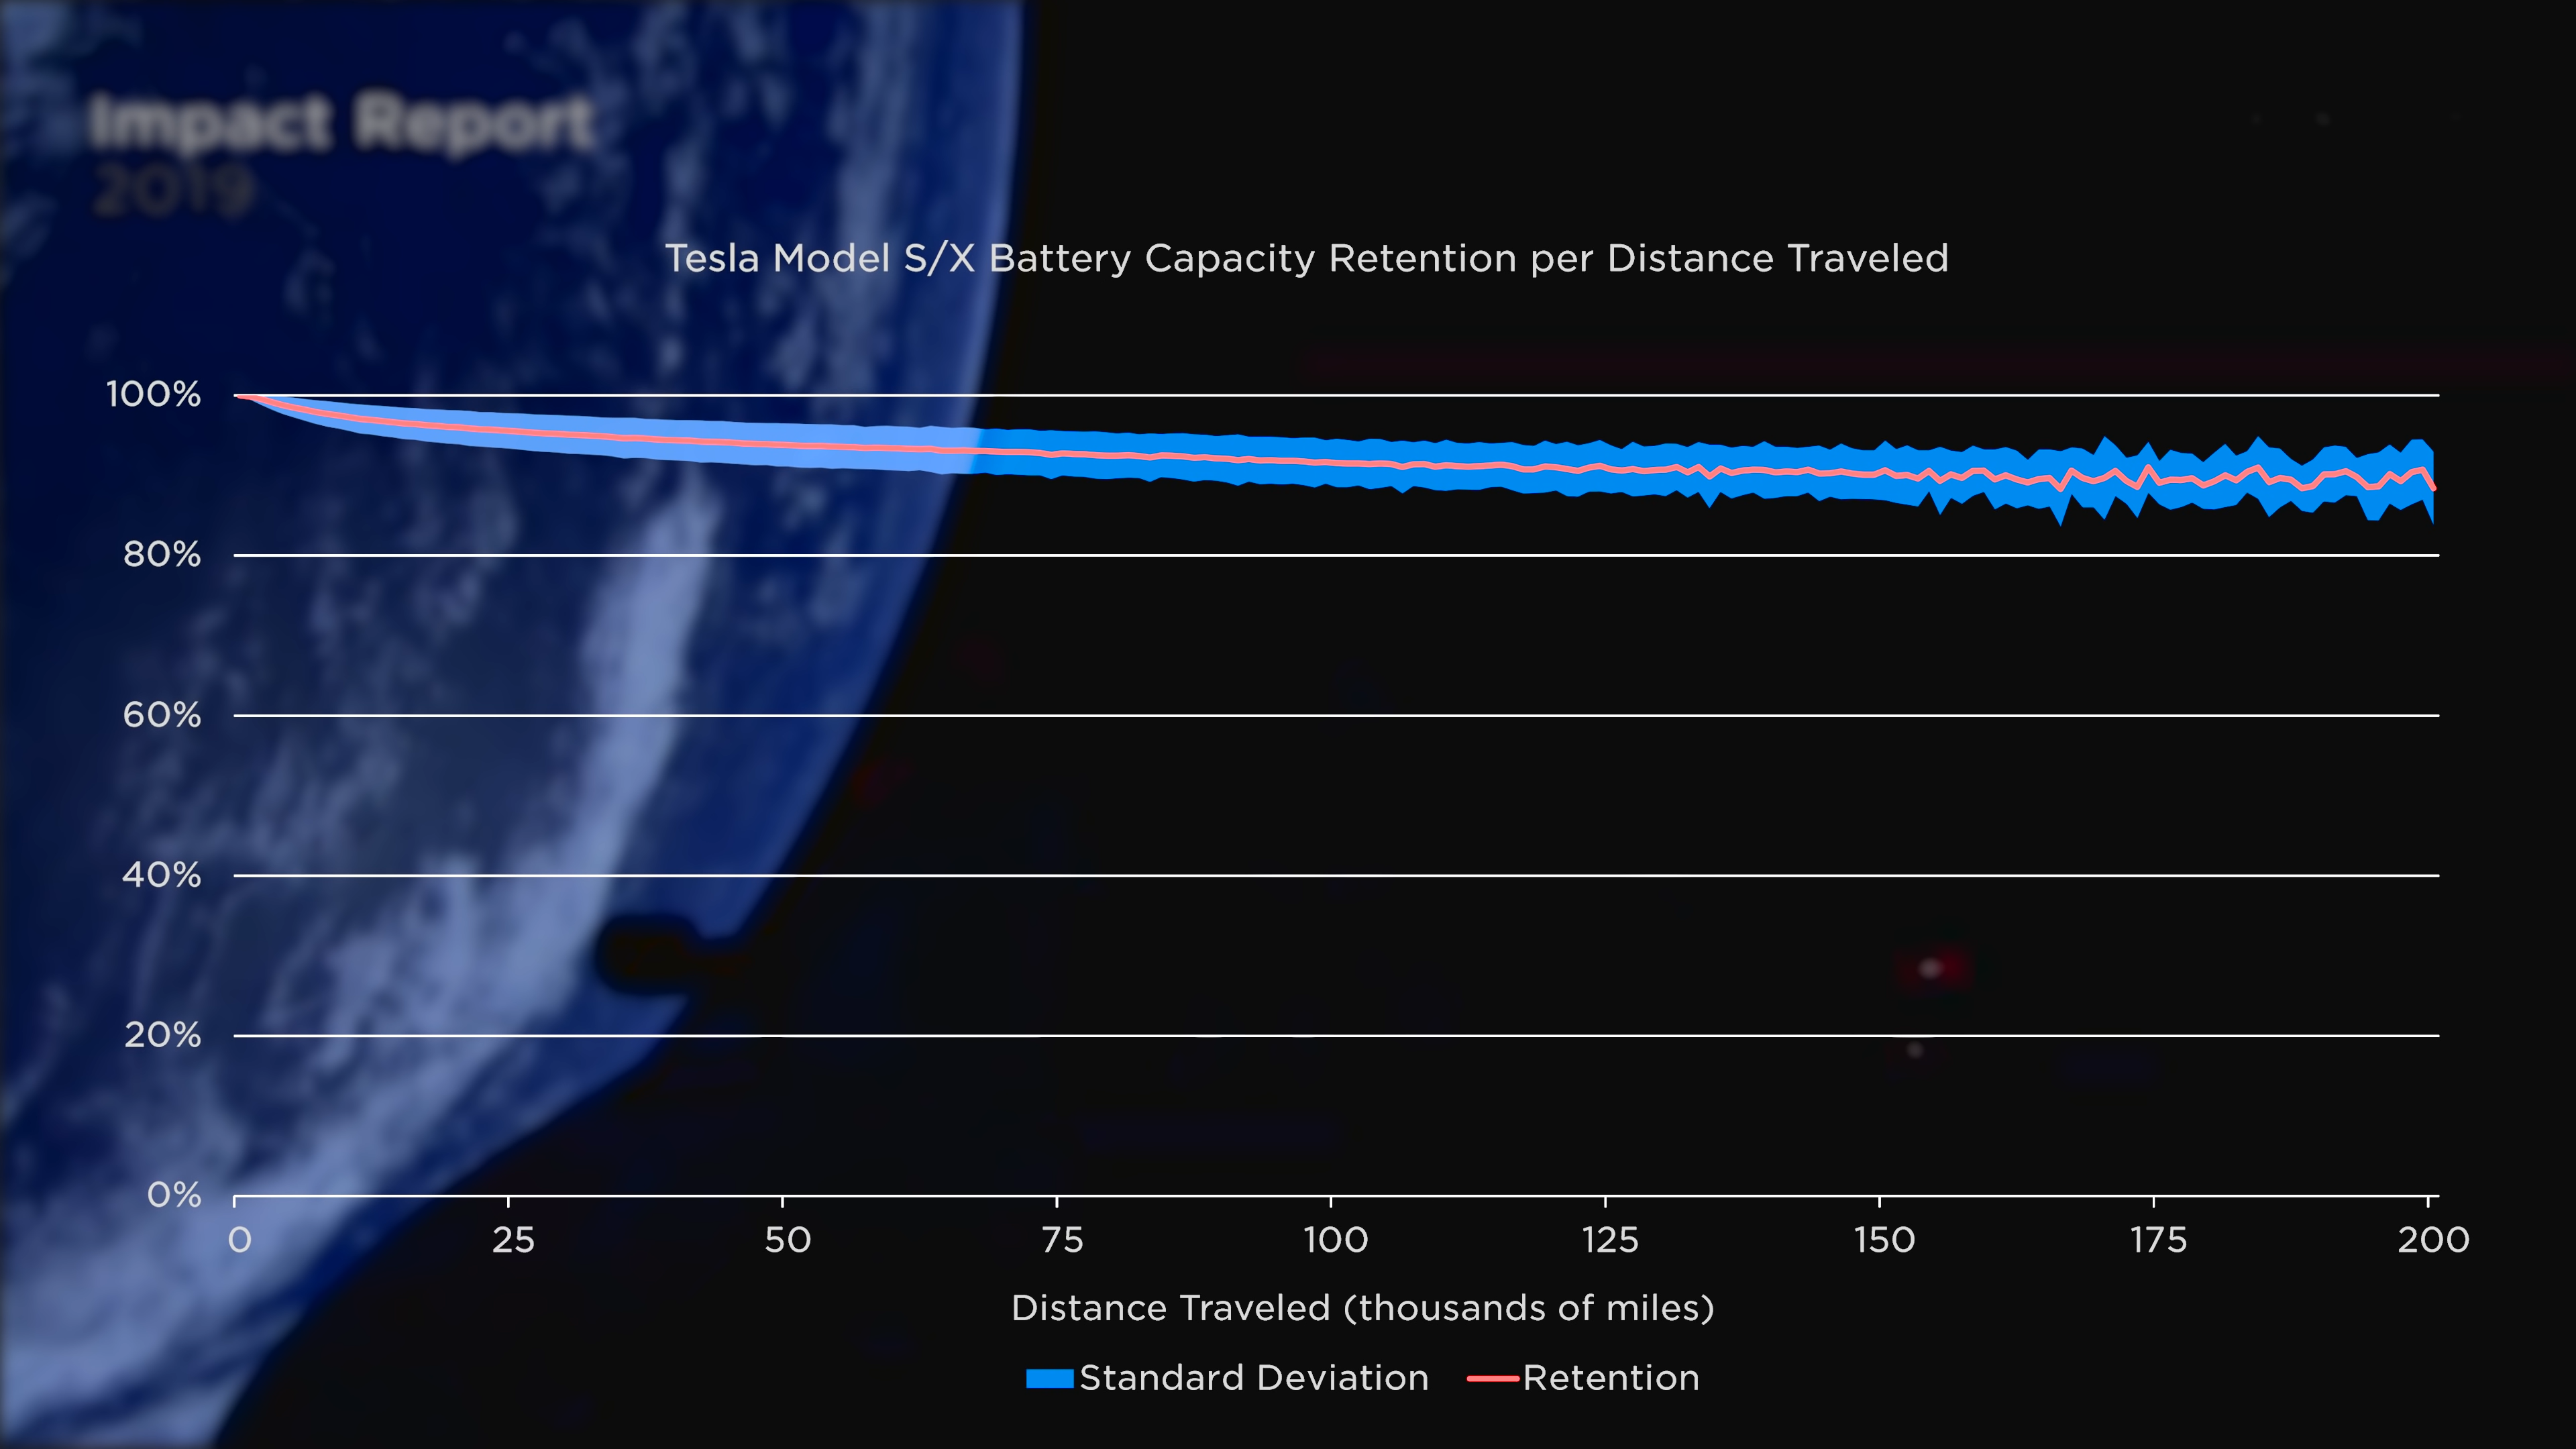 Impact Report
2019
Tesla Model S/X Battery Capacity Retention per Distance Traveled
100%
80%
60%
40%
20%
0%
0 25 50 75 100 125 150 175 200
Distance Traveled (thousands of miles)
Standard Deviation Retention